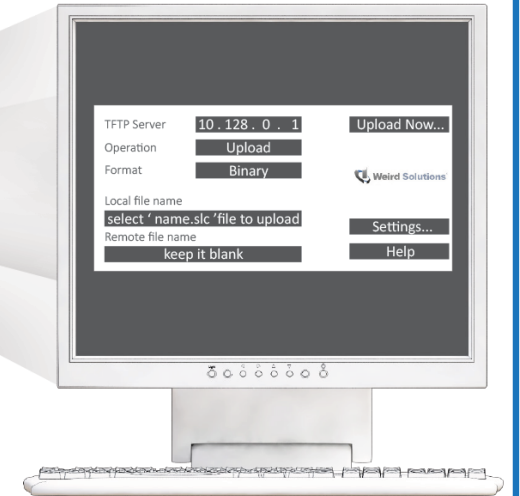 TFTP Server 10 . 128 . 0 . 1 Upload Now...
Operation Upload
Format Binary
Weird Solutions
Local file name
select ‘ name.slc ’file to upload
Settings...
Remote file name
keep it blank
Help